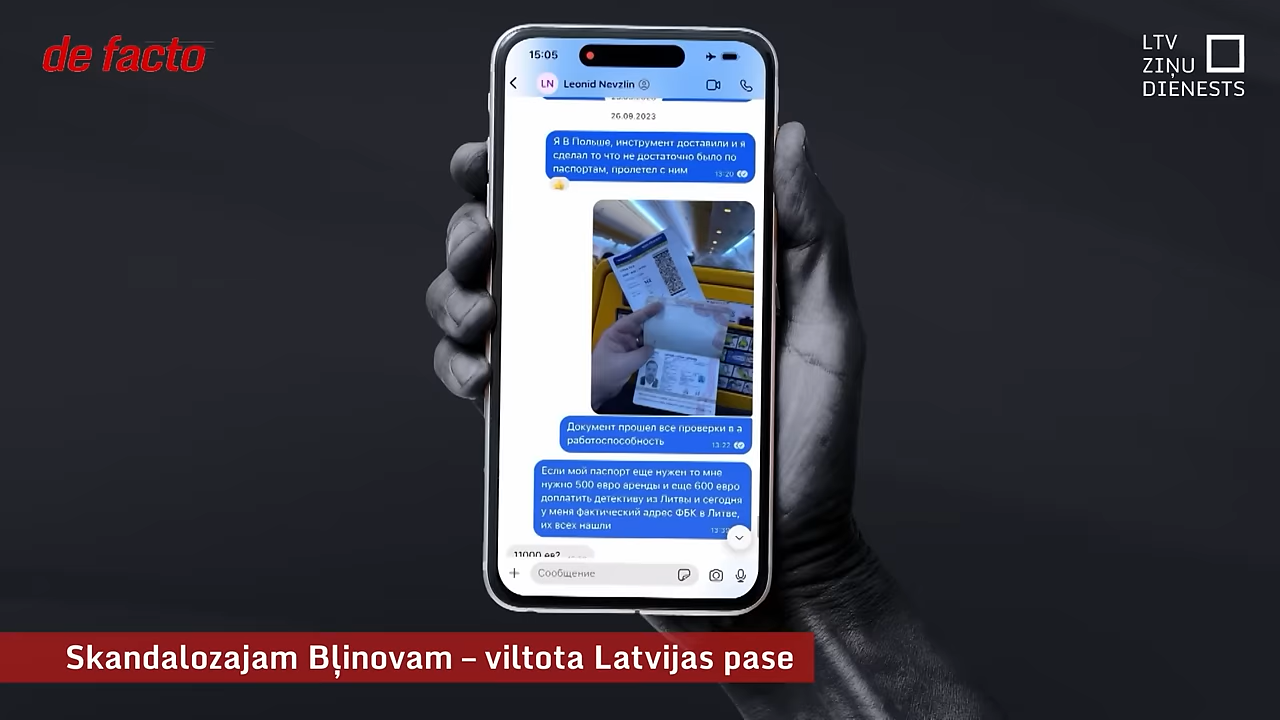 de facto
LTV
ZIŅU
DIENESTS
15:05
LN Leonid Nevzlin
26.09.2023
Я В Польше, инструмент доставили и я
сделал то что не достаточно было по
паспортам, пролетел с ним
13:20
Документ прошел все проверки в а
работоспособность
13:22
Если мой паспорт еще нужен то мне
нужно 500 евро аренды и еще 600 евро
доплатить детективу из Литвы и сегодня
у меня фактический адрес ФБК в Литве,
их всех нашли
11000 ев?
Сообщение
Skandalozajam Bļinovam – viltota Latvijas pase